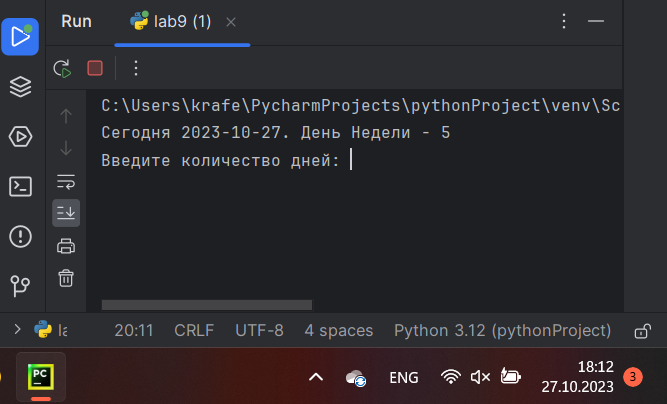 Run
lab9 (1)
C:\Users\krafe\PycharmProjects\pythonProject\venv\Sc
Сегодня 2023-10-27. День Недели - 5
Введите количество дней:
20:11 CRLF UTF-8 4 spaces Python 3.12 (pythonProject)
PC
ENG
18:12
27.10.2023
3